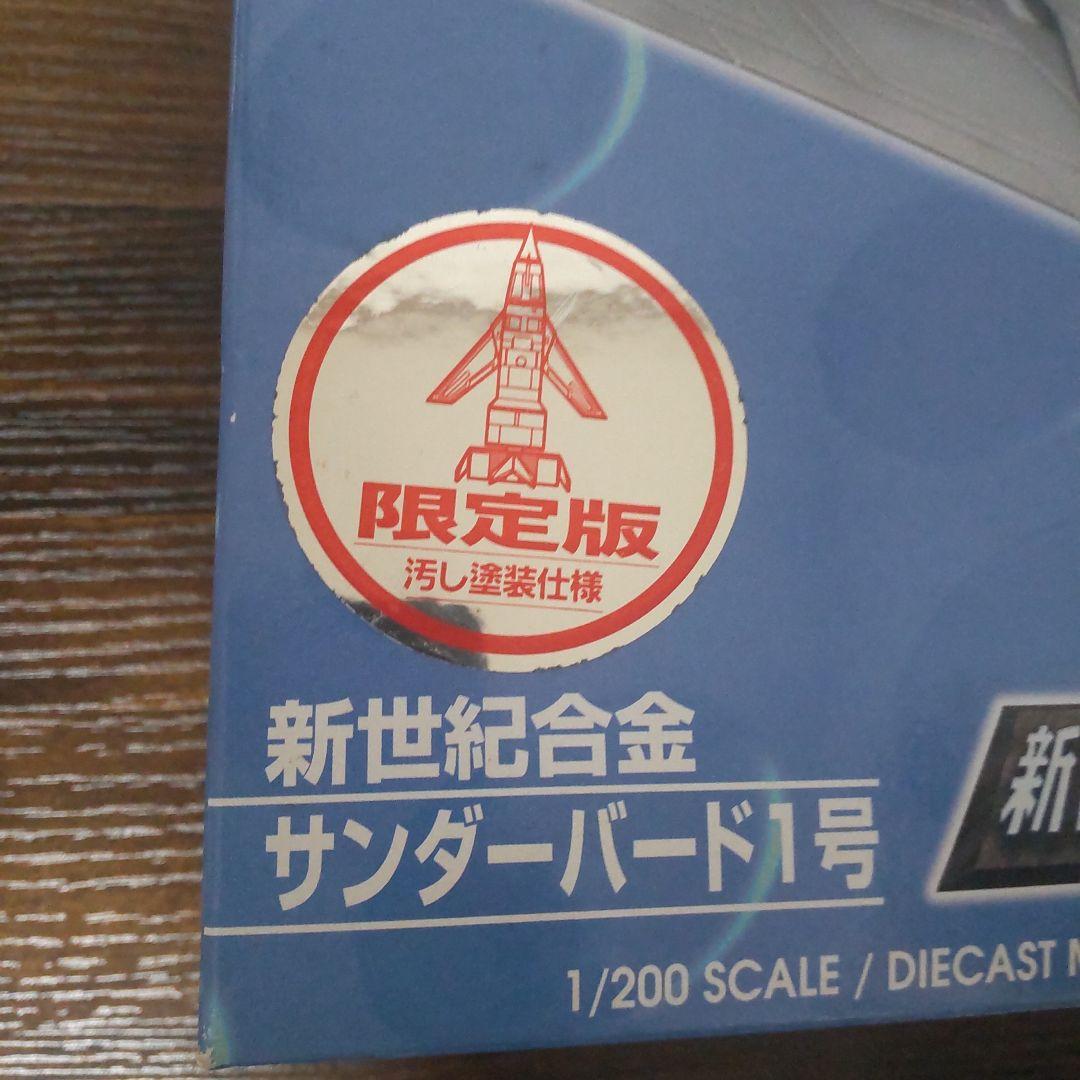 限定版
汚し塗装仕様
新世紀合金
サンダーバード1号
新
1/200 SCALE / DIECAST